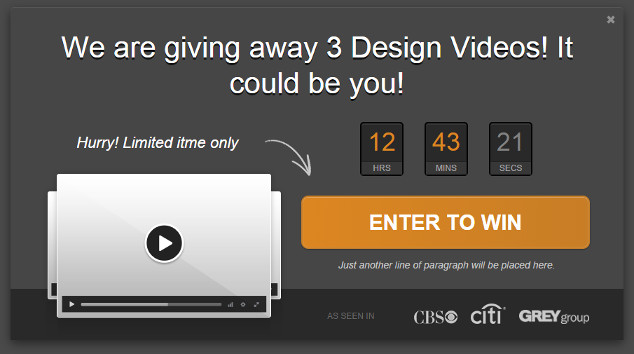 We are giving away 3 Design Videos! It
could be you!
Hurry! Limited itme only
12 43 21
HRS MINS SECS
ENTER TO WIN
Just another line of paragraph will be placed here.
AS SEEN IN CBS citi GREYgroup